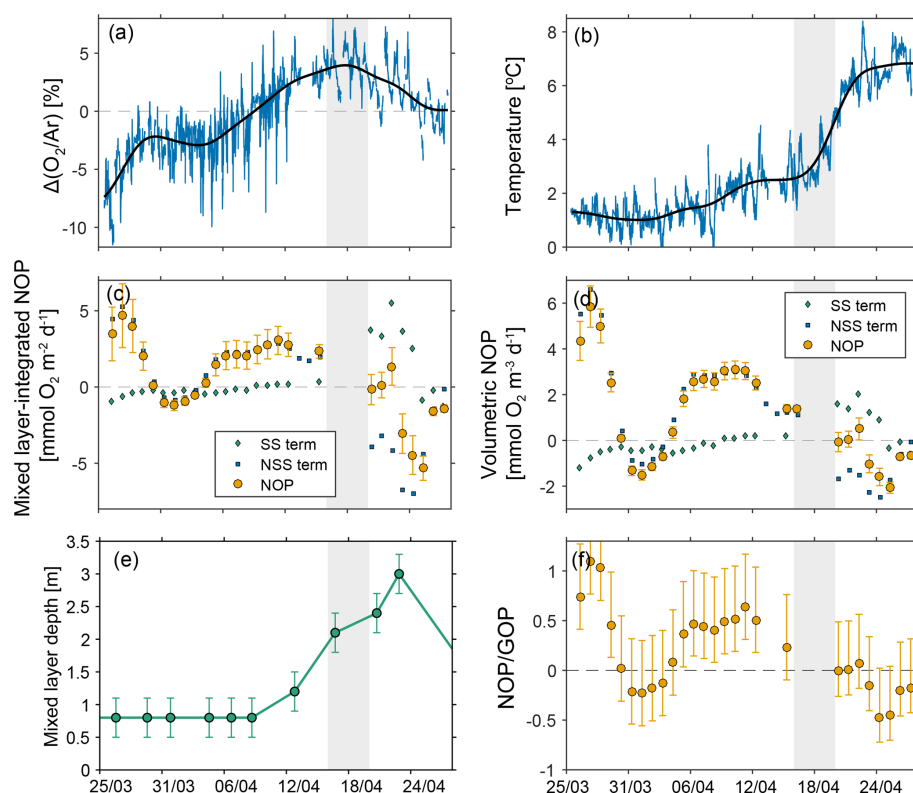 (a)
Δ(O₂/Ar) [%]
5
0
-5
-10
(b)
Temperature [ºC]
8
6
4
2
0
(c)
Mixed layer-integrated NOP
[mmol O₂ m⁻² d⁻¹]
5
0
-5
SS term
NSS term
NOP
(d)
Volumetric NOP
[mmol O₂ m⁻³ d⁻¹]
6
4
2
0
-2
SS term
NSS term
NOP
(e)
Mixed layer depth [m]
3.5
3
2.5
2
1.5
1
0.5
0
25/03 31/03 06/04 12/04 18/04 24/04
(f)
NOP/GOP
1
0.5
0
-0.5
-1
25/03 31/03 06/04 12/04 18/04 24/04